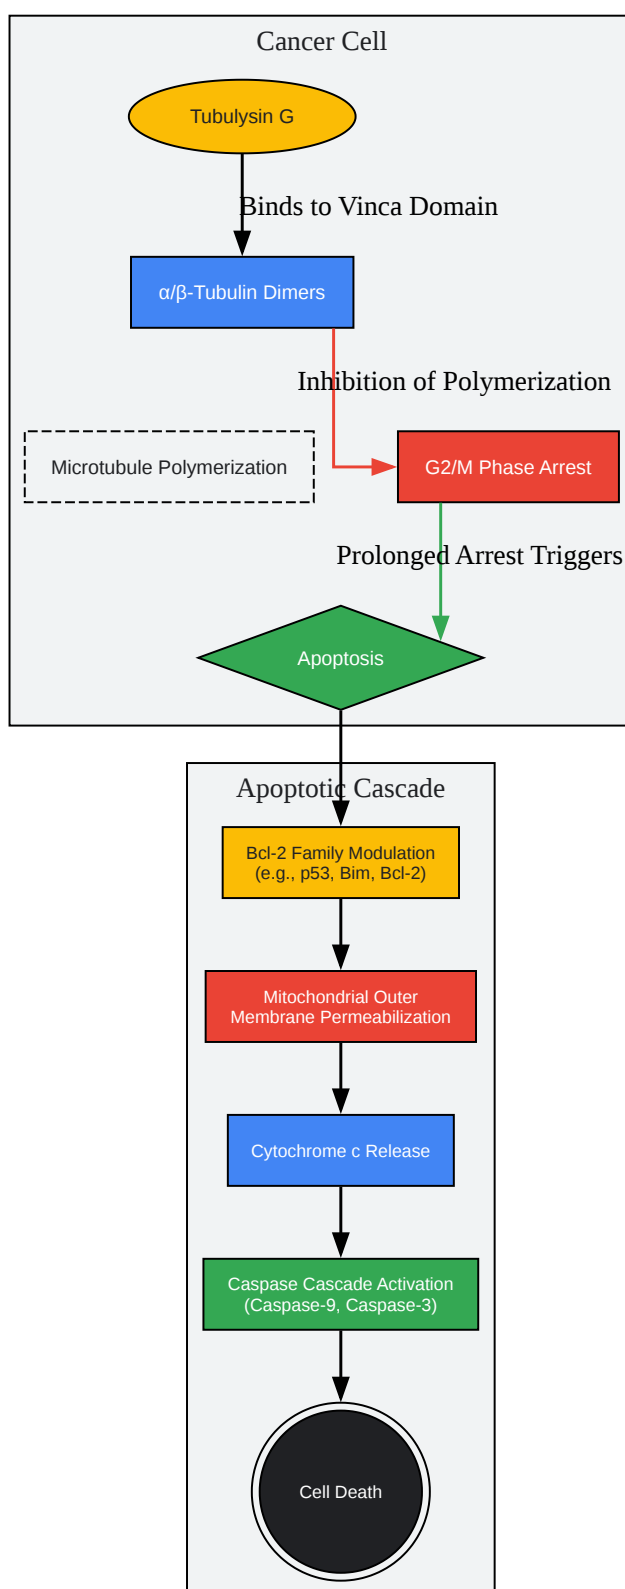 Cancer Cell
Tubulysin G
Binds to Vinca Domain
α/β-Tubulin Dimers
Inhibition of Polymerization
Microtubule Polymerization
G2/M Phase Arrest
Prolonged Arrest Triggers
Apoptosis
Apoptotic Cascade
Bcl-2 Family Modulation
(e.g., p53, Bim, Bcl-2)
Mitochondrial Outer
Membrane Permeabilization
Cytochrome c Release
Caspase Cascade Activation
(Caspase-9, Caspase-3)
Cell Death